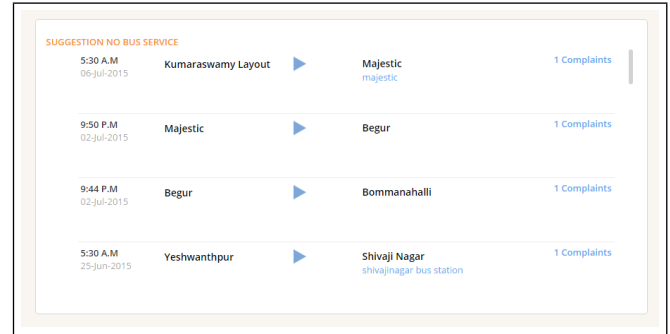 SUGGESTION NO BUS SERVICE
5:30 A.M Kumaraswamy Layout Majestic 1 Complaints
06-Jul-2015 majestic
9:50 P.M Majestic Begur 1 Complaints
02-Jul-2015
9:44 P.M Begur Bommanahalli 1 Complaints
02-Jul-2015
5:30 A.M Yeshwanthpur Shivaji Nagar 1 Complaints
25-Jun-2015 shivajinagar bus station